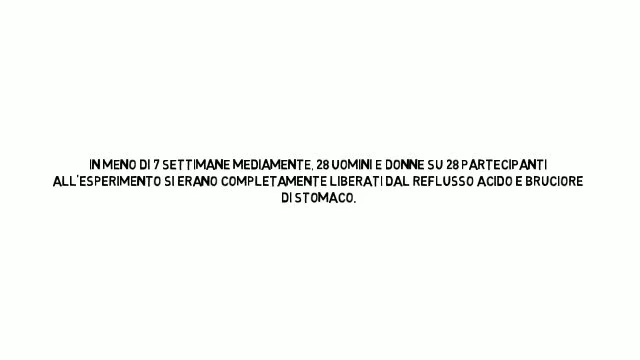 IN MENO DI 7 SETTIMANE MEDIAMENTE, 28 UOMINI E DONNE SU 28 PARTECIPANTI
ALL'ESPERIMENTO SI ERANO COMPLETAMENTE LIBERATI DAL REFLUSSO ACIDO E BRUCIORE
DI STOMACO.